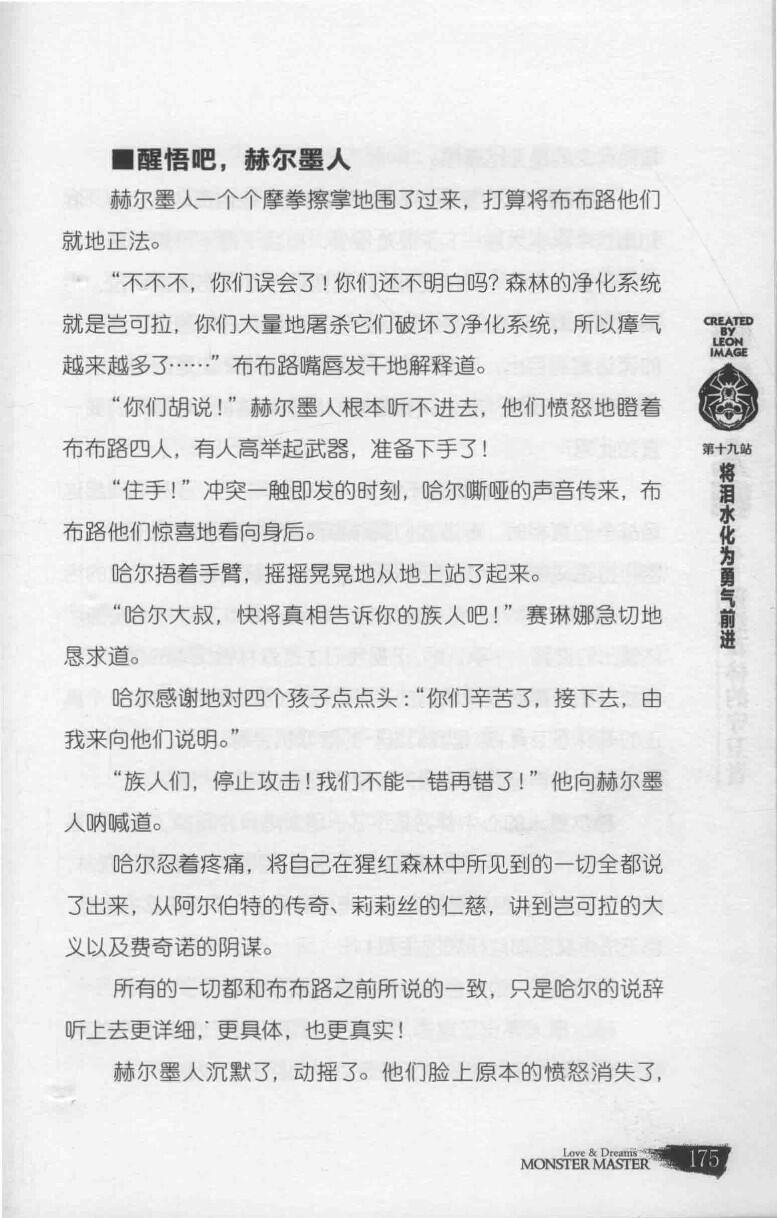 ■醒悟吧，赫尔墨人
赫尔墨人一个个摩拳擦掌地围了过来，打算将布布路他们
就地正法。
“不不不，你们误会了！你们还不明白吗？森林的净化系统
就是岂可拉，你们大量地屠杀它们破坏了净化系统，所以瘴气
越来越多了……”布布路嘴唇发干地解释道。
“你们胡说！”赫尔墨人根本听不进去，他们愤怒地瞪着
布布路四人，有人高举起武器，准备下手了！
“住手！”冲突一触即发的时刻，哈尔嘶哑的声音传来，布
布路他们惊喜地看向身后。
哈尔捂着手臂，摇摇晃晃地从地上站了起来。
“哈尔大叔，快将真相告诉你的族人吧！”赛琳娜急切地
恳求道。
哈尔感谢地对四个孩子点点头：“你们辛苦了，接下去，由
我来向他们说明。”
“族人们，停止攻击！我们不能一错再错了！”他向赫尔墨
人呐喊道。
哈尔忍着疼痛，将自己在猩红森林中所见到的一切全都说
了出来，从阿尔伯特的传奇、莉莉丝的仁慈，讲到岂可拉的大
义以及费奇诺的阴谋。
所有的一切都和布布路之前所说的一致，只是哈尔的说辞
听上去更详细，更具体，也更真实！
赫尔墨人沉默了，动摇了。他们脸上原本的愤怒消失了，
CREATED
BY
LEON
IMAGE
第十九站
将泪水化为勇气前进
Love & Dreams
MONSTER MASTER
175